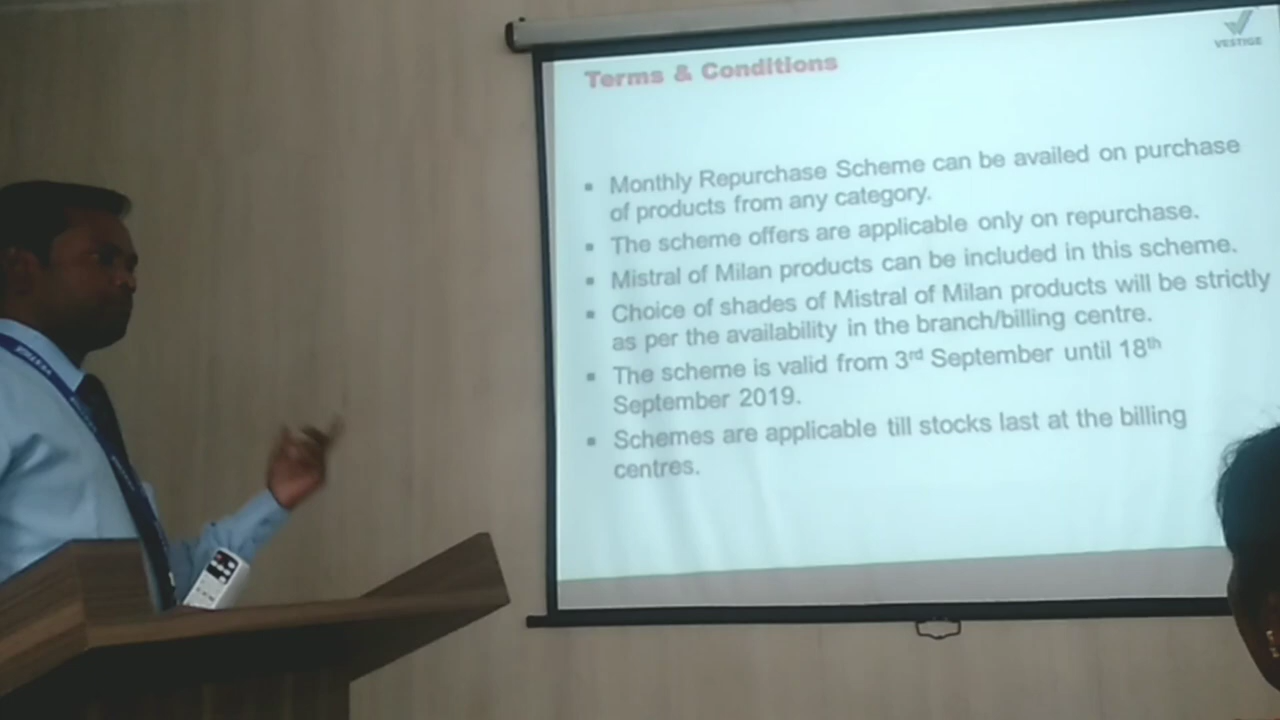 VESTIGE
Terms & Conditions
▪ Monthly Repurchase Scheme can be availed on purchase
of products from any category.
▪ The scheme offers are applicable only on repurchase.
▪ Mistral of Milan products can be included in this scheme.
▪ Choice of shades of Mistral of Milan products will be strictly
as per the availability in the branch/billing centre.
▪ The scheme is valid from 3rd September until 18th
September 2019.
▪ Schemes are applicable till stocks last at the billing
centres.